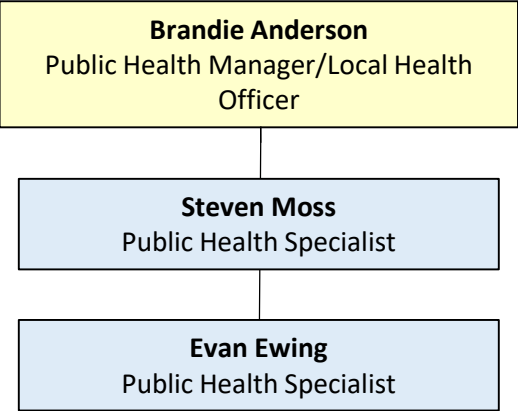 Brandie Anderson
Public Health Manager/Local Health
Officer
Steven Moss
Public Health Specialist
Evan Ewing
Public Health Specialist